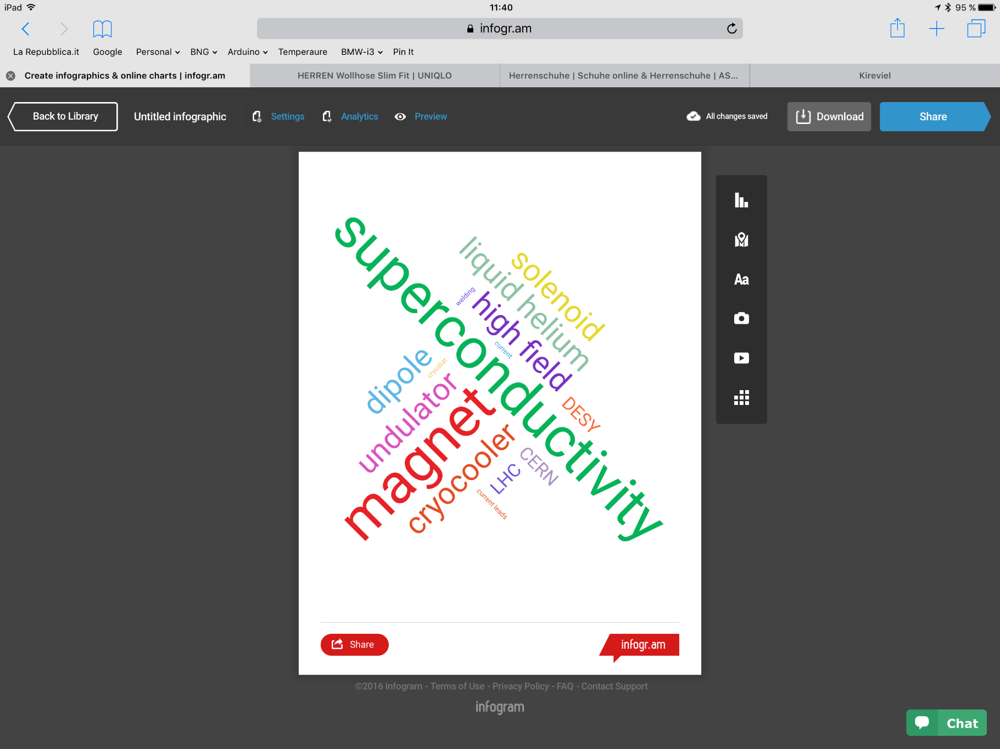 iPad 11:40 95 %
infogr.am
La Repubblica.it Google Personal BNG Arduino Temperaure BMW-i3 Pin It
Create infographics & online charts | infogr.am HERREN Wollhose Slim Fit | UNIQLO Herrenschuhe | Schuhe online & Herrenschuhe | AS... Kireviel
Back to Library Untitled infographic Settings Analytics Preview All changes saved Download Share
superconductivity
liquid helium
solenoid
welding
high field
current
dipole
cryostat
undulator
magnet
DESY
cryocooler
CERN
LHC
current leads
Aa
Share infogr.am
©2016 Infogram - Terms of Use - Privacy Policy - FAQ - Contact Support
infogram
Chat